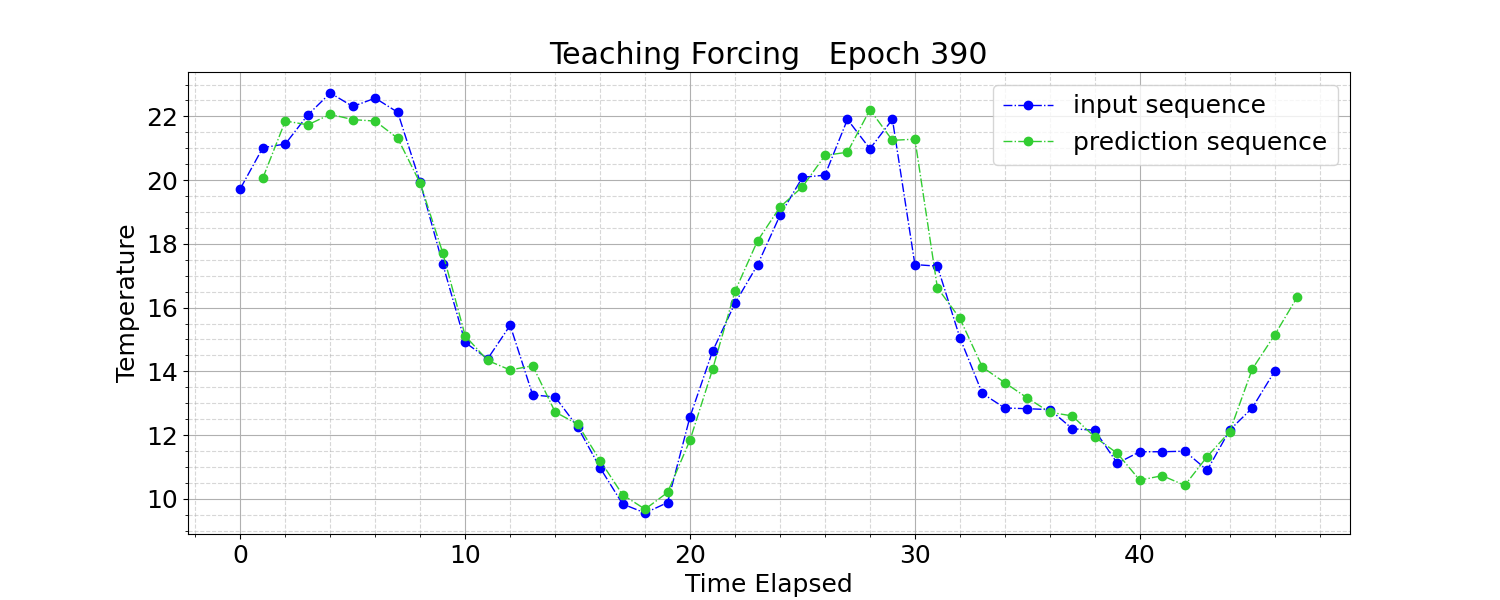 Teaching Forcing   Epoch 390
input sequence
prediction sequence
Temperature
22
20
18
16
14
12
10
0 10 20 30 40
Time Elapsed